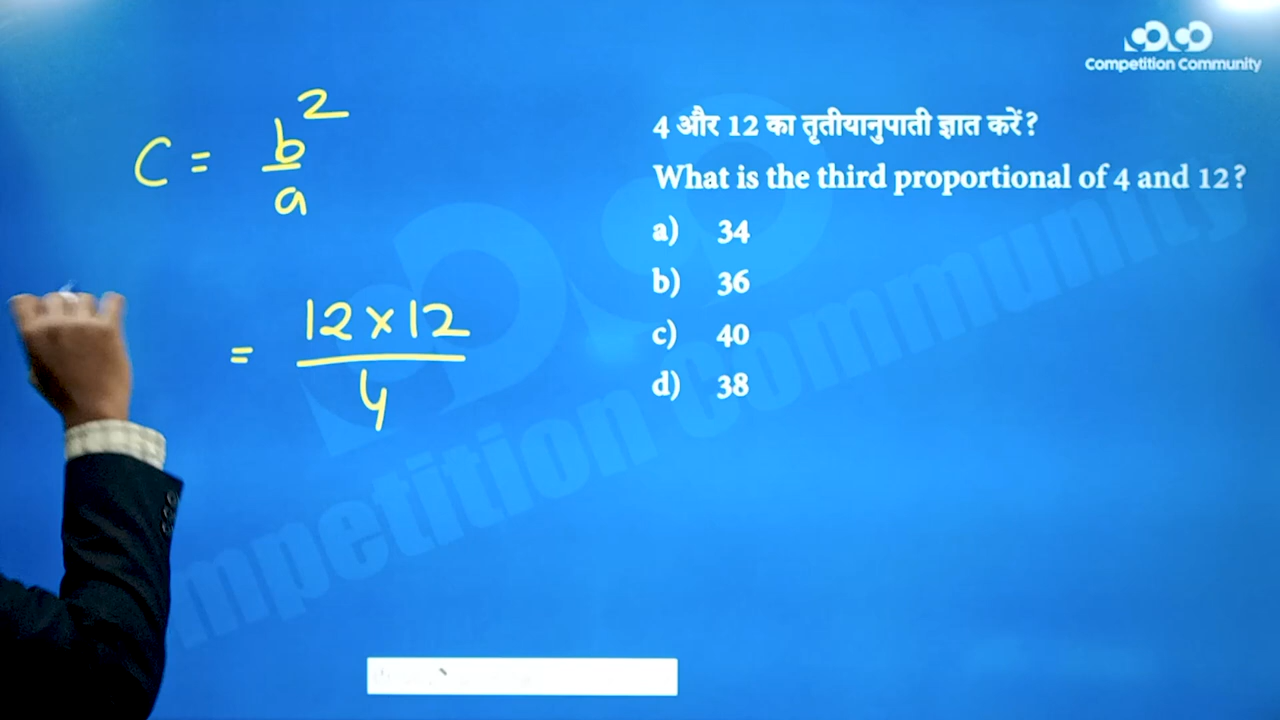 Competition Community
C = b²/a
= 12×12/4
4 और 12 का तृतीयानुपाती ज्ञात करें?
What is the third proportional of 4 and 12?
a) 34
b) 36
c) 40
d) 38
mpetition Community